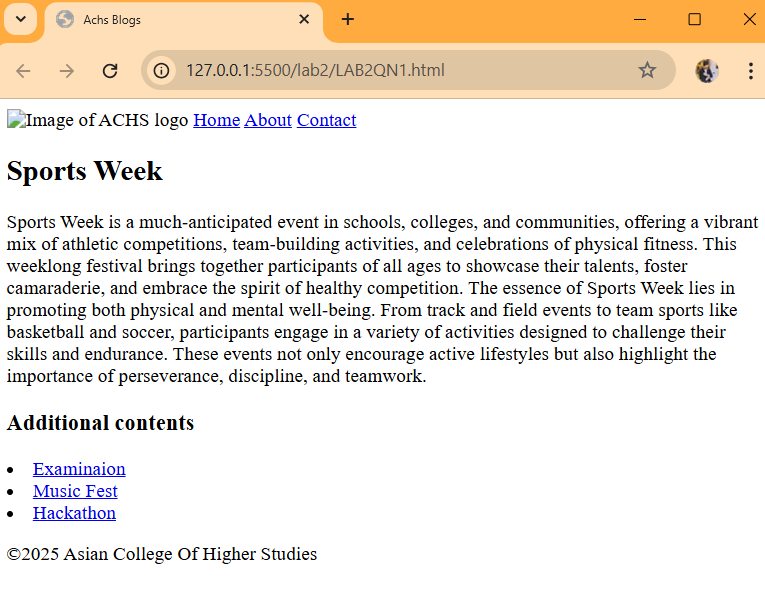 Achs Blogs
127.0.0.1:5500/lab2/LAB2QN1.html
Image of ACHS logo Home About Contact
Sports Week
Sports Week is a much-anticipated event in schools, colleges, and communities, offering a vibrant
mix of athletic competitions, team-building activities, and celebrations of physical fitness. This
weeklong festival brings together participants of all ages to showcase their talents, foster
camaraderie, and embrace the spirit of healthy competition. The essence of Sports Week lies in
promoting both physical and mental well-being. From track and field events to team sports like
basketball and soccer, participants engage in a variety of activities designed to challenge their
skills and endurance. These events not only encourage active lifestyles but also highlight the
importance of perseverance, discipline, and teamwork.
Additional contents
• Examinaion
• Music Fest
• Hackathon
©2025 Asian College Of Higher Studies